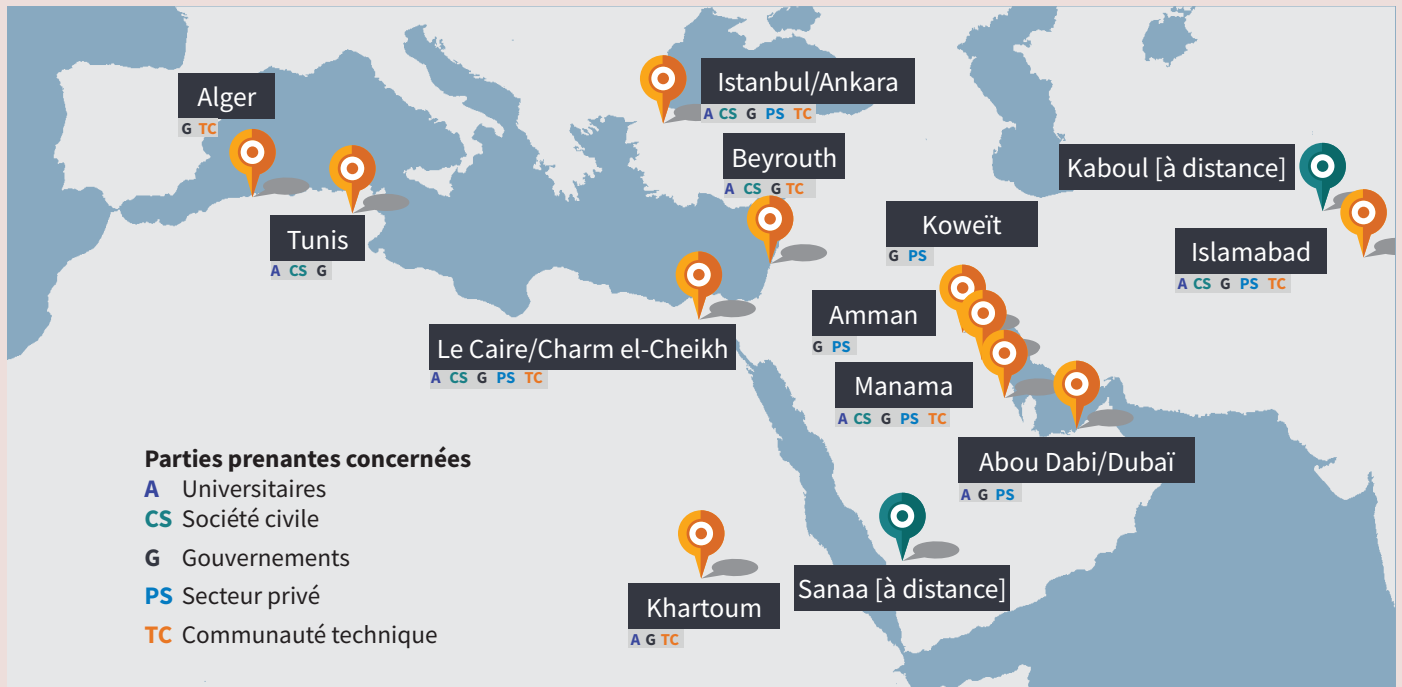 Alger
G TC
Istanbul/Ankara
A CS G PS TC
Beyrouth
A CS G TC
Kaboul [à distance]
Tunis
A CS G
Koweït
G PS
Islamabad
A CS G PS TC
Amman
G PS
Le Caire/Charm el-Cheikh
A CS G PS TC
Manama
A CS G PS TC
Abou Dabi/Dubaï
A G PS
Parties prenantes concernées
A Universitaires
CS Société civile
G Gouvernements
PS Secteur privé
TC Communauté technique
Sanaa [à distance]
Khartoum
A G TC